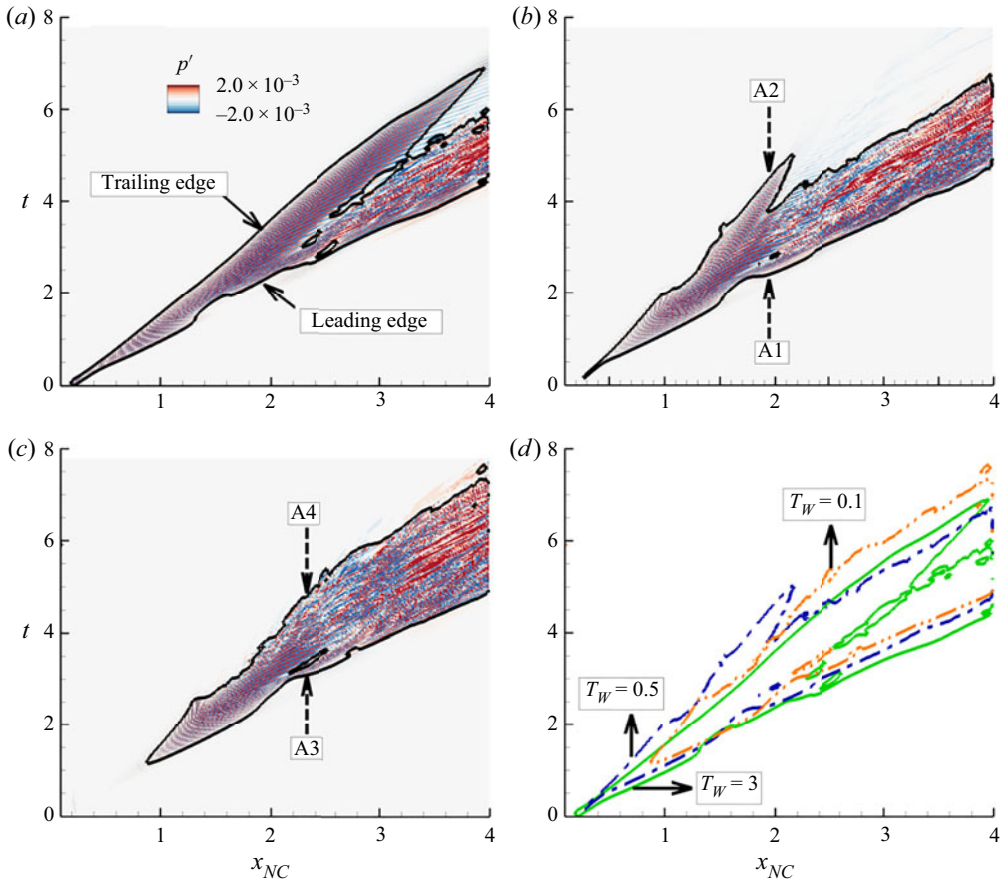 (a)
8
6
t
4
2
0
1
2
3
4
p′
2.0 × 10⁻³
–2.0 × 10⁻³
Trailing edge
Leading edge
(b)
8
6
4
2
0
1
2
3
4
A2
A1
(c)
8
6
t
4
2
0
1
2
3
4
x_NC
A4
A3
(d)
8
6
4
2
0
1
2
3
4
x_NC
T_W = 0.1
T_W = 0.5
T_W = 3